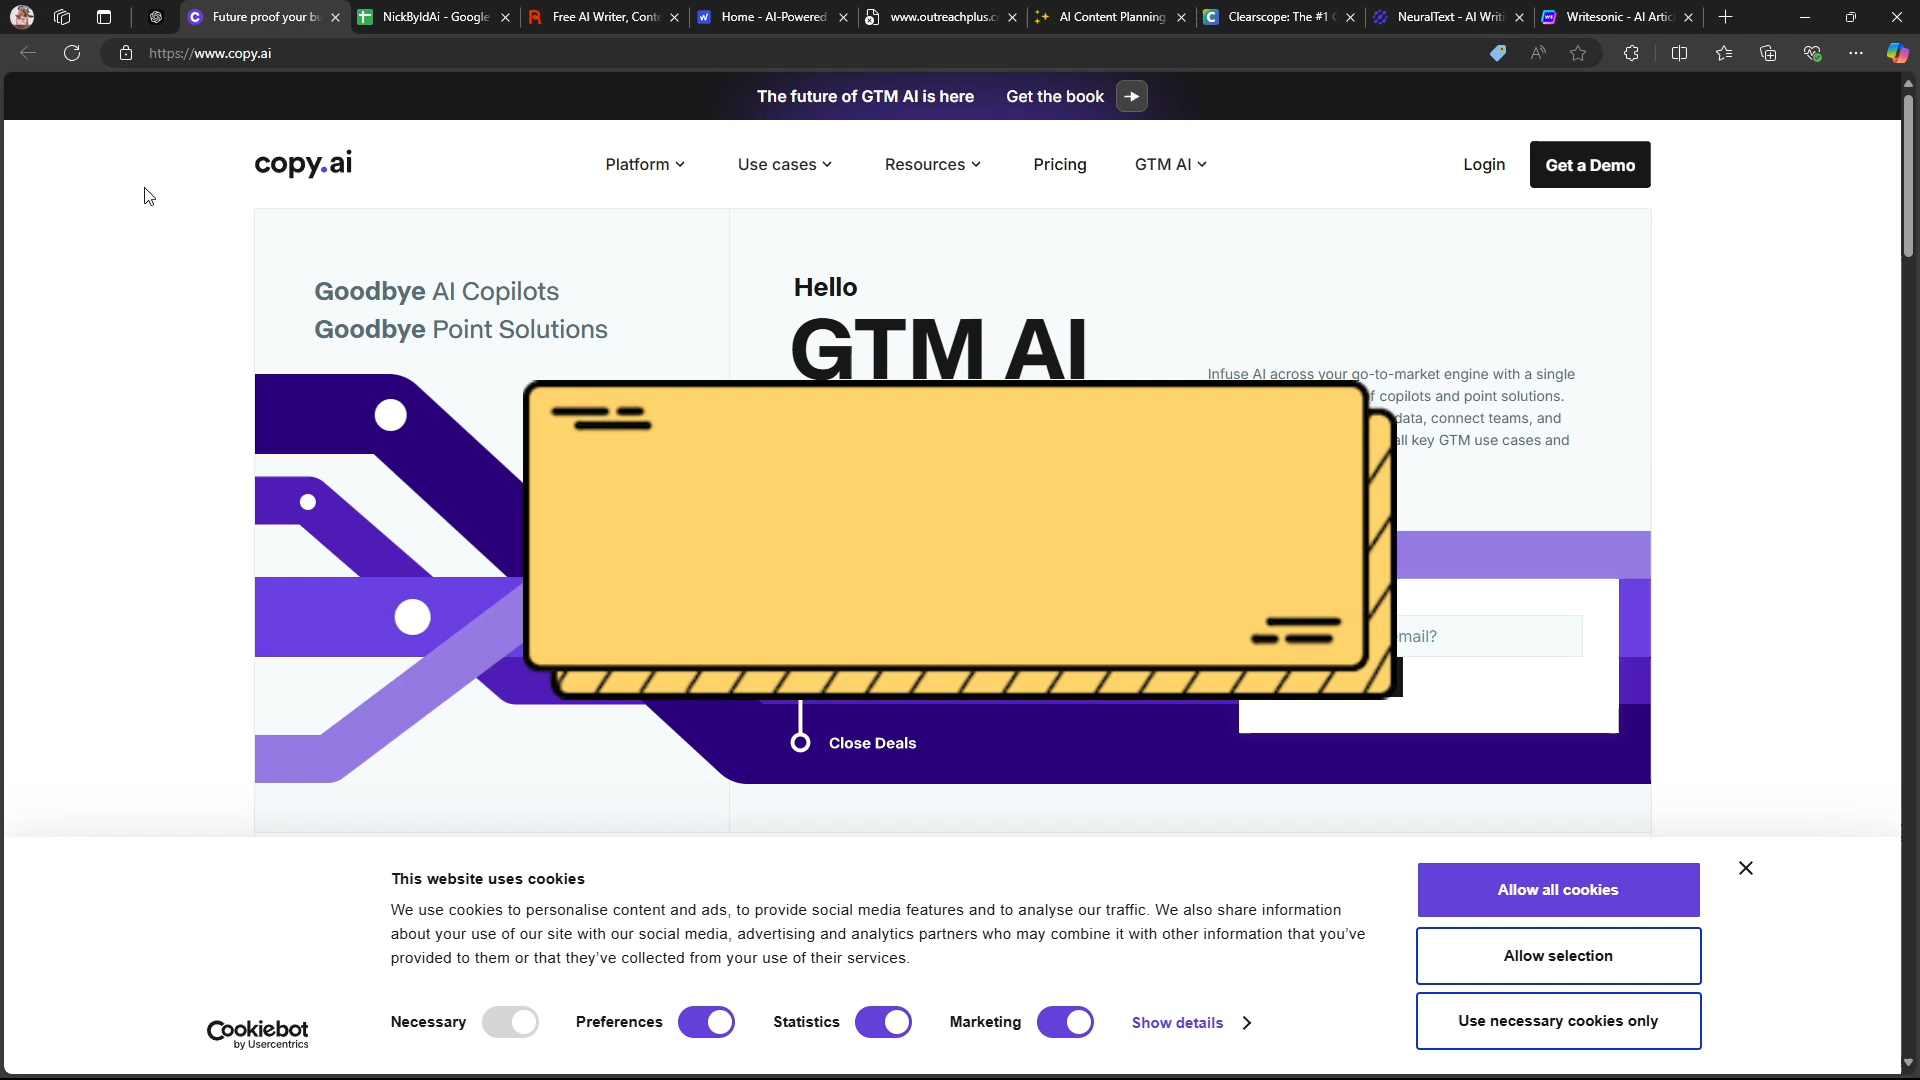 Future proof your bu
NickByIdAi - Google
Free AI Writer, Conte
Home - AI-Powered
www.outreachplus.c
AI Content Planning
Clearscope: The #1 C
NeuralText - AI Writi
Writesonic - AI Artic
https://www.copy.ai
The future of GTM AI is here Get the book
copy.ai Platform Use cases Resources Pricing GTM AI Login Get a Demo
Goodbye AI Copilots
Goodbye Point Solutions
Hello
GTM AI
Infuse AI across your go-to-market engine with a single
f copilots and point solutions.
data, connect teams, and
all key GTM use cases and
email?
Close Deals
This website uses cookies
We use cookies to personalise content and ads, to provide social media features and to analyse our traffic. We also share information
about your use of our site with our social media, advertising and analytics partners who may combine it with other information that you've
provided to them or that they've collected from your use of their services.
Allow all cookies
Allow selection
Use necessary cookies only
Necessary Preferences Statistics Marketing Show details
Cookiebot
by Usercentrics